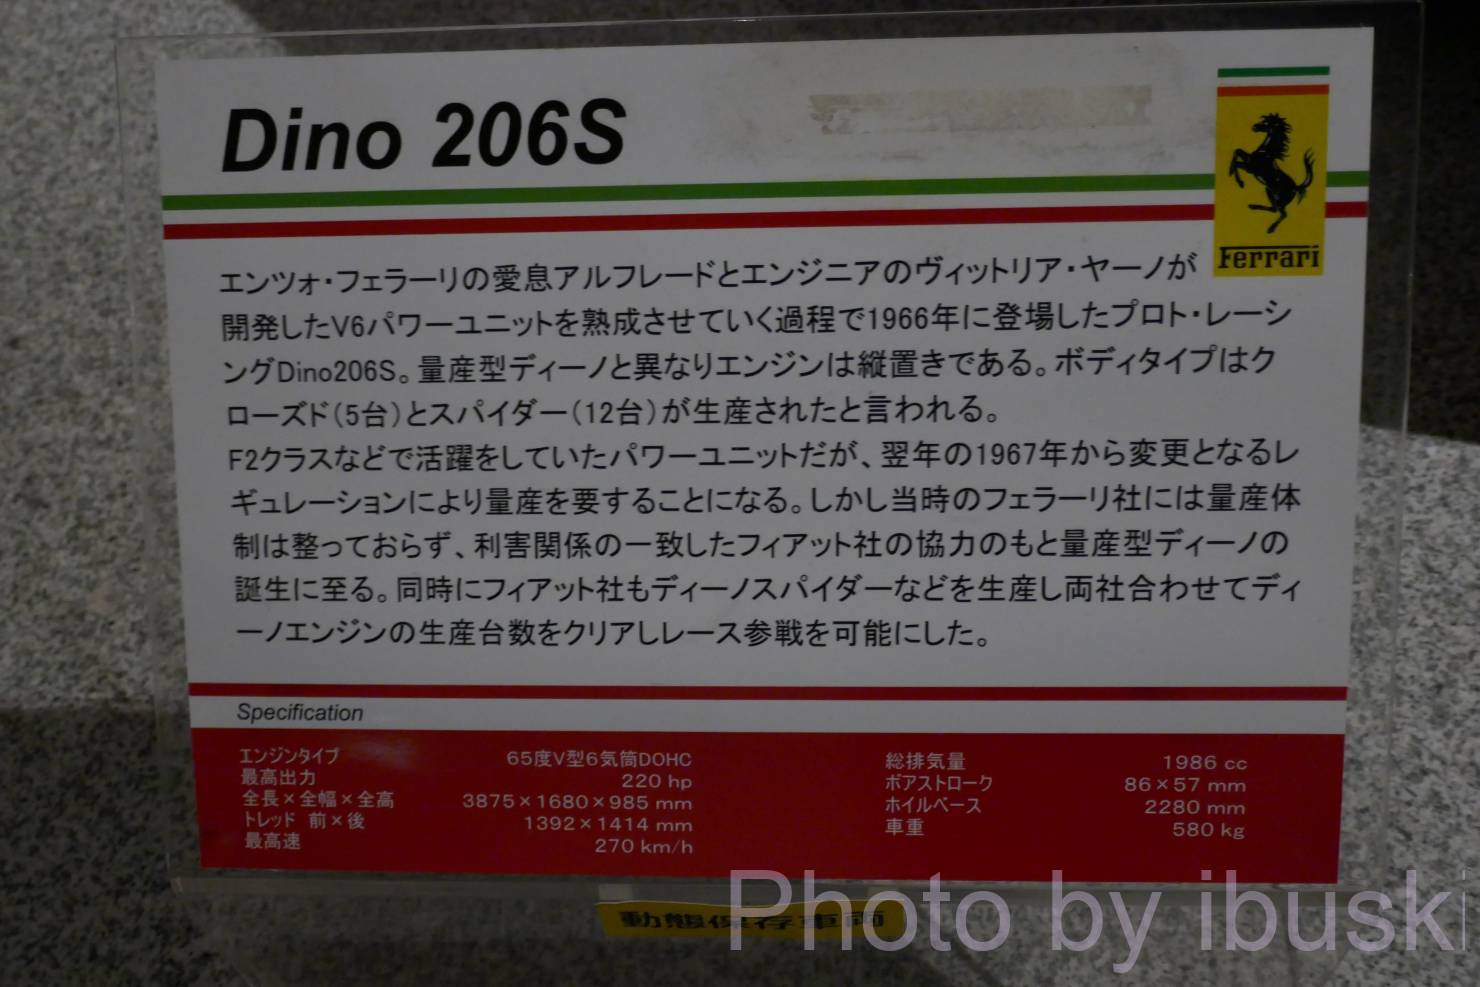 Dino 206S
Ferrari
エンツォ・フェラーリの愛息アルフレードとエンジニアのヴィットリア・ヤーノが
開発したV6パワーユニットを熟成させていく過程で1966年に登場したプロト・レーシ
ングDino206S。量産型ディーノと異なりエンジンは縦置きである。ボディタイプはク
ローズド（5台）とスパイダー（12台）が生産されたと言われる。
F2クラスなどで活躍をしていたパワーユニットだが、翌年の1967年から変更となるレ
ギュレーションにより量産を要することになる。しかし当時のフェラーリ社には量産体
制は整っておらず、利害関係の一致したフィアット社の協力のもと量産型ディーノの
誕生に至る。同時にフィアット社もディーノスパイダーなどを生産し両社合わせてディ
ーノエンジンの生産台数をクリアしレース参戦を可能にした。
Specification
エンジンタイプ 65度V型6気筒DOHC
最高出力 220 hp
全長×全幅×全高 3875×1680×985 mm
トレッド 前×後 1392×1414 mm
最高速 270 km/h
総排気量 1986 cc
ボアストローク 86×57 mm
ホイルベース 2280 mm
車重 580 kg
動態保存車両
Photo by ibuski